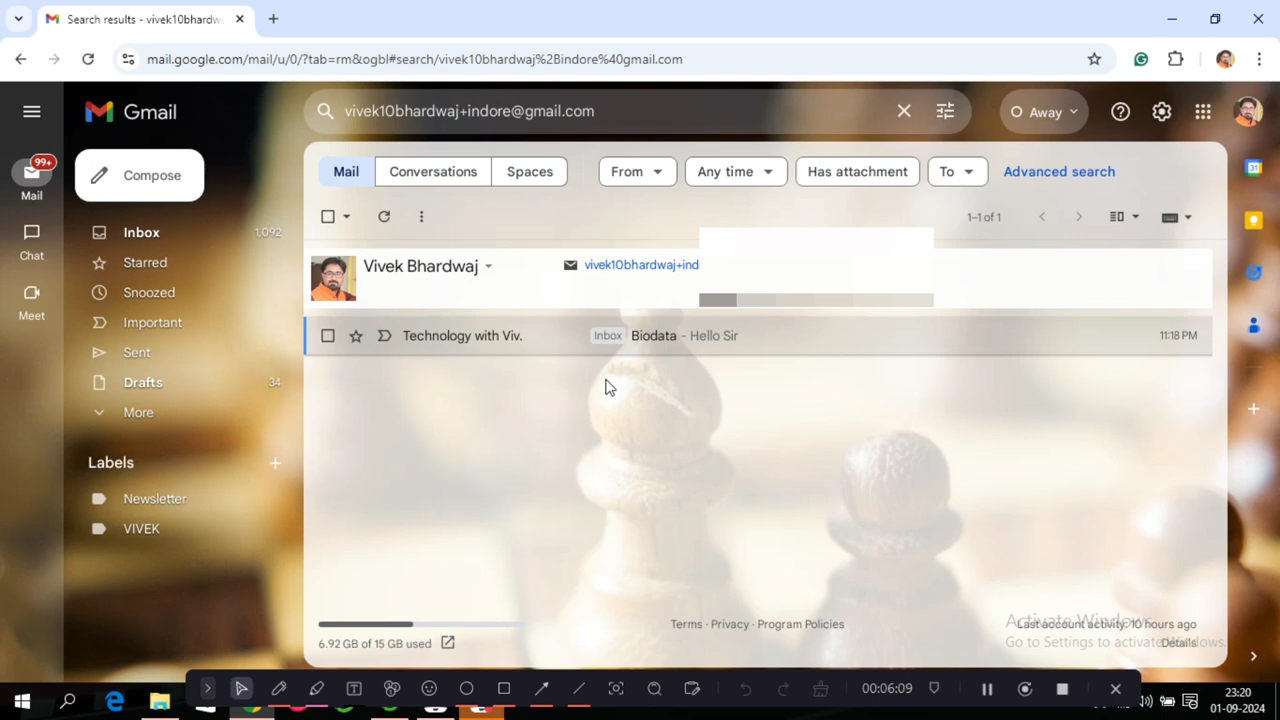 Search results - vivek10bhardw
mail.google.com/mail/u/0/?tab=rm&ogbl#search/vivek10bhardwaj%2Bindore%40gmail.com
Gmail
vivek10bhardwaj+indore@gmail.com
Away
99+
Mail
Chat
Meet
Compose
Inbox 1,092
Starred
Snoozed
Important
Sent
Drafts 34
More
Labels
Newsletter
VIVEK
Mail Conversations Spaces From Any time Has attachment To Advanced search
1–1 of 1
Vivek Bhardwaj vivek10bhardwaj+ind
Technology with Viv. Inbox Biodata - Hello Sir 11:18 PM
6.92 GB of 15 GB used
Terms · Privacy · Program Policies
Last account activity: 10 hours ago
Details
Activate Windows
Go to Settings to activate Windows.
00:06:09
23:20
01-09-2024